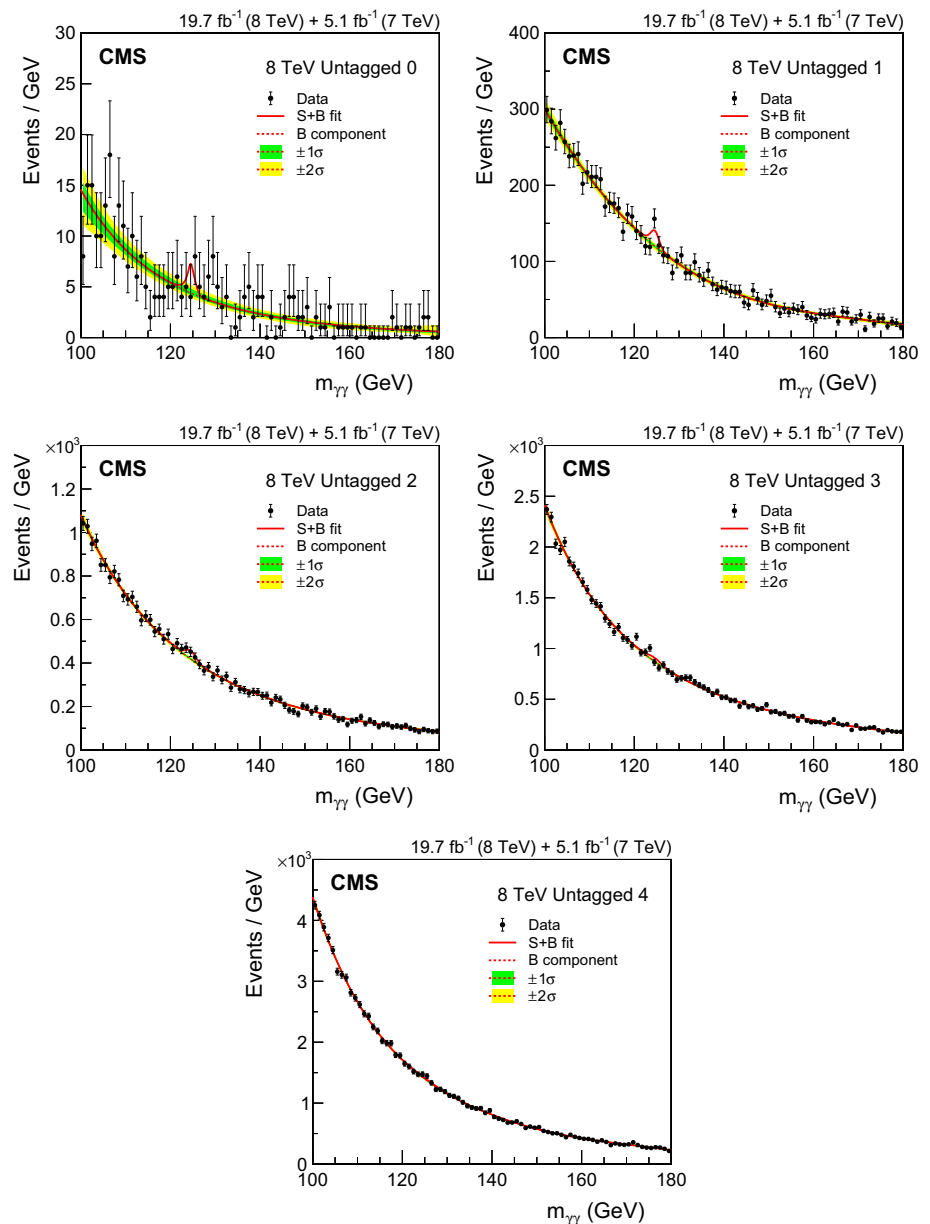 19.7 fb⁻¹ (8 TeV) + 5.1 fb⁻¹ (7 TeV)
CMS
8 TeV Untagged 0
Data
S+B fit
B component
±1σ
±2σ
Events / GeV
30
25
20
15
10
5
0
100 120 140 160 180
mγγ (GeV)
19.7 fb⁻¹ (8 TeV) + 5.1 fb⁻¹ (7 TeV)
CMS
8 TeV Untagged 1
Data
S+B fit
B component
±1σ
±2σ
Events / GeV
400
300
200
100
0
100 120 140 160 180
mγγ (GeV)
19.7 fb⁻¹ (8 TeV) + 5.1 fb⁻¹ (7 TeV)
×10³
CMS
8 TeV Untagged 2
Data
S+B fit
B component
±1σ
±2σ
Events / GeV
1.2
1
0.8
0.6
0.4
0.2
0
100 120 140 160 180
mγγ (GeV)
19.7 fb⁻¹ (8 TeV) + 5.1 fb⁻¹ (7 TeV)
×10³
CMS
8 TeV Untagged 3
Data
S+B fit
B component
±1σ
±2σ
Events / GeV
2.5
2
1.5
1
0.5
0
100 120 140 160 180
mγγ (GeV)
19.7 fb⁻¹ (8 TeV) + 5.1 fb⁻¹ (7 TeV)
×10³
CMS
8 TeV Untagged 4
Data
S+B fit
B component
±1σ
±2σ
Events / GeV
4
3
2
1
0
100 120 140 160 180
mγγ (GeV)